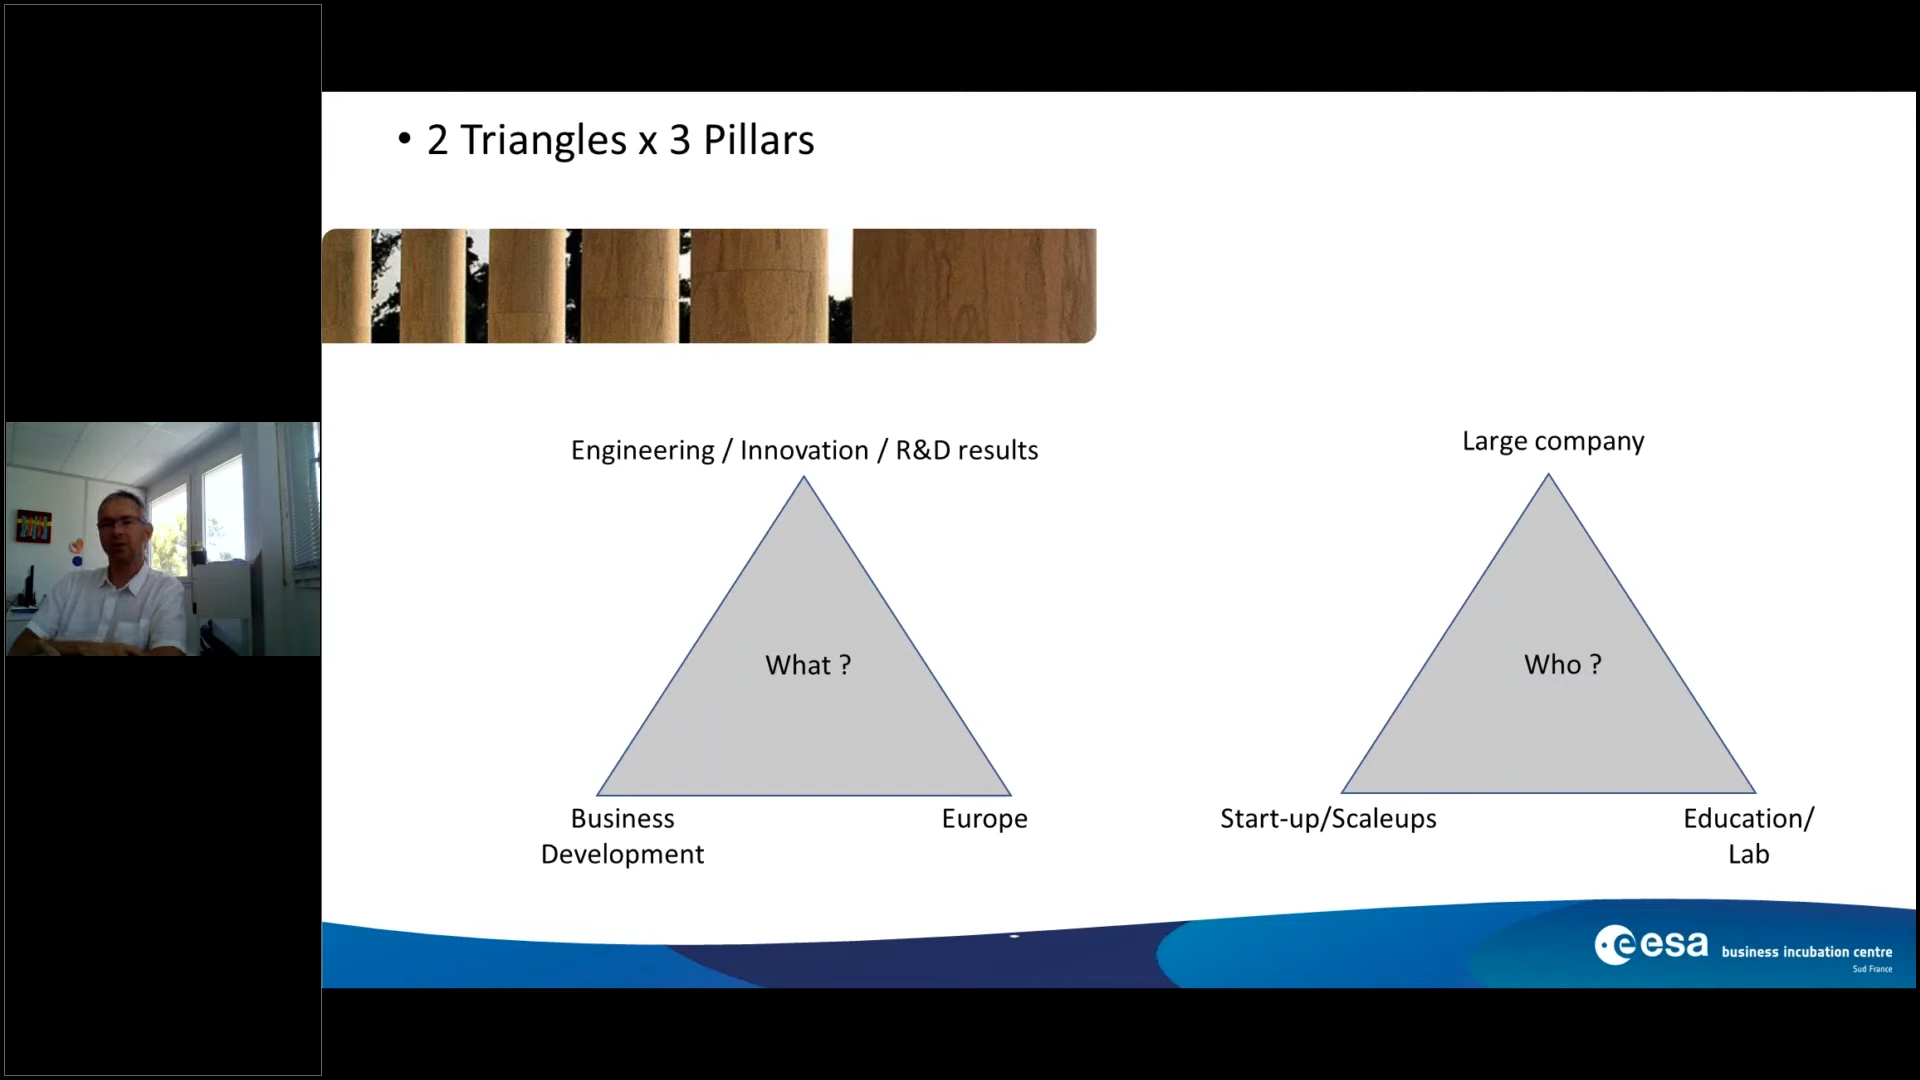 • 2 Triangles x 3 Pillars
Engineering / Innovation / R&D results
What ?
Business
Development
Europe
Large company
Who ?
Start-up/Scaleups
Education/
Lab
esa business incubation centre
Sud France